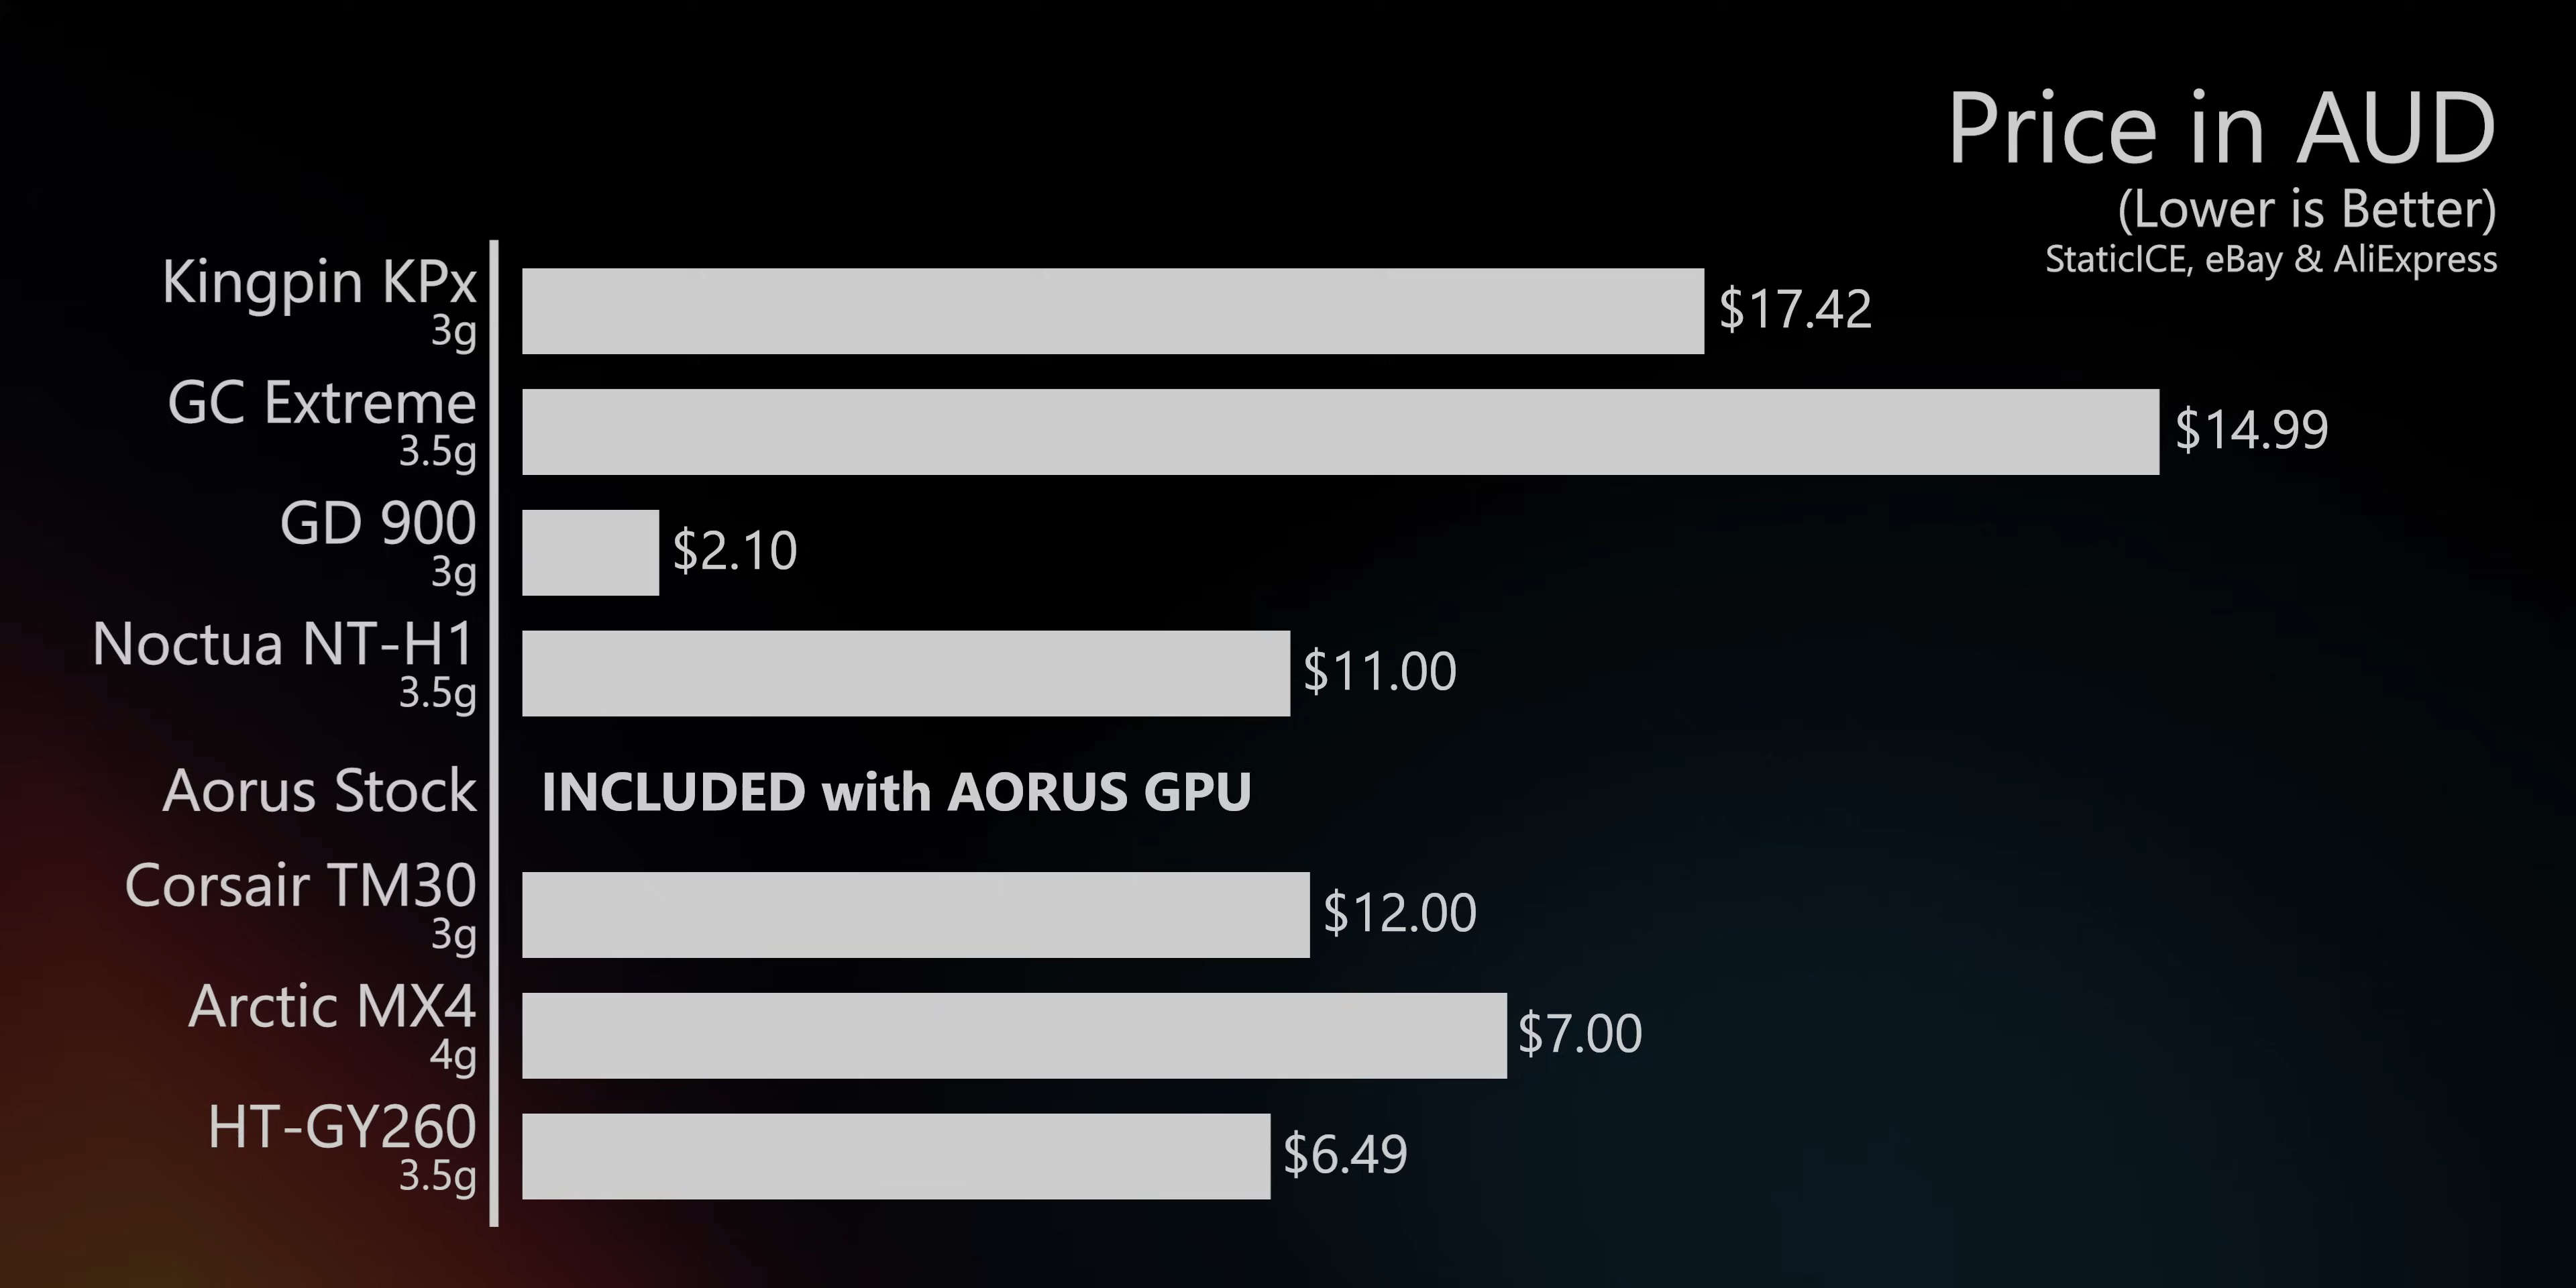 Price in AUD
(Lower is Better)
StaticICE, eBay & AliExpress
Kingpin KPx
3g
$17.42
GC Extreme
3.5g
$14.99
GD 900
3g
$2.10
Noctua NT-H1
3.5g
$11.00
Aorus Stock
INCLUDED with AORUS GPU
Corsair TM30
3g
$12.00
Arctic MX4
4g
$7.00
HT-GY260
3.5g
$6.49